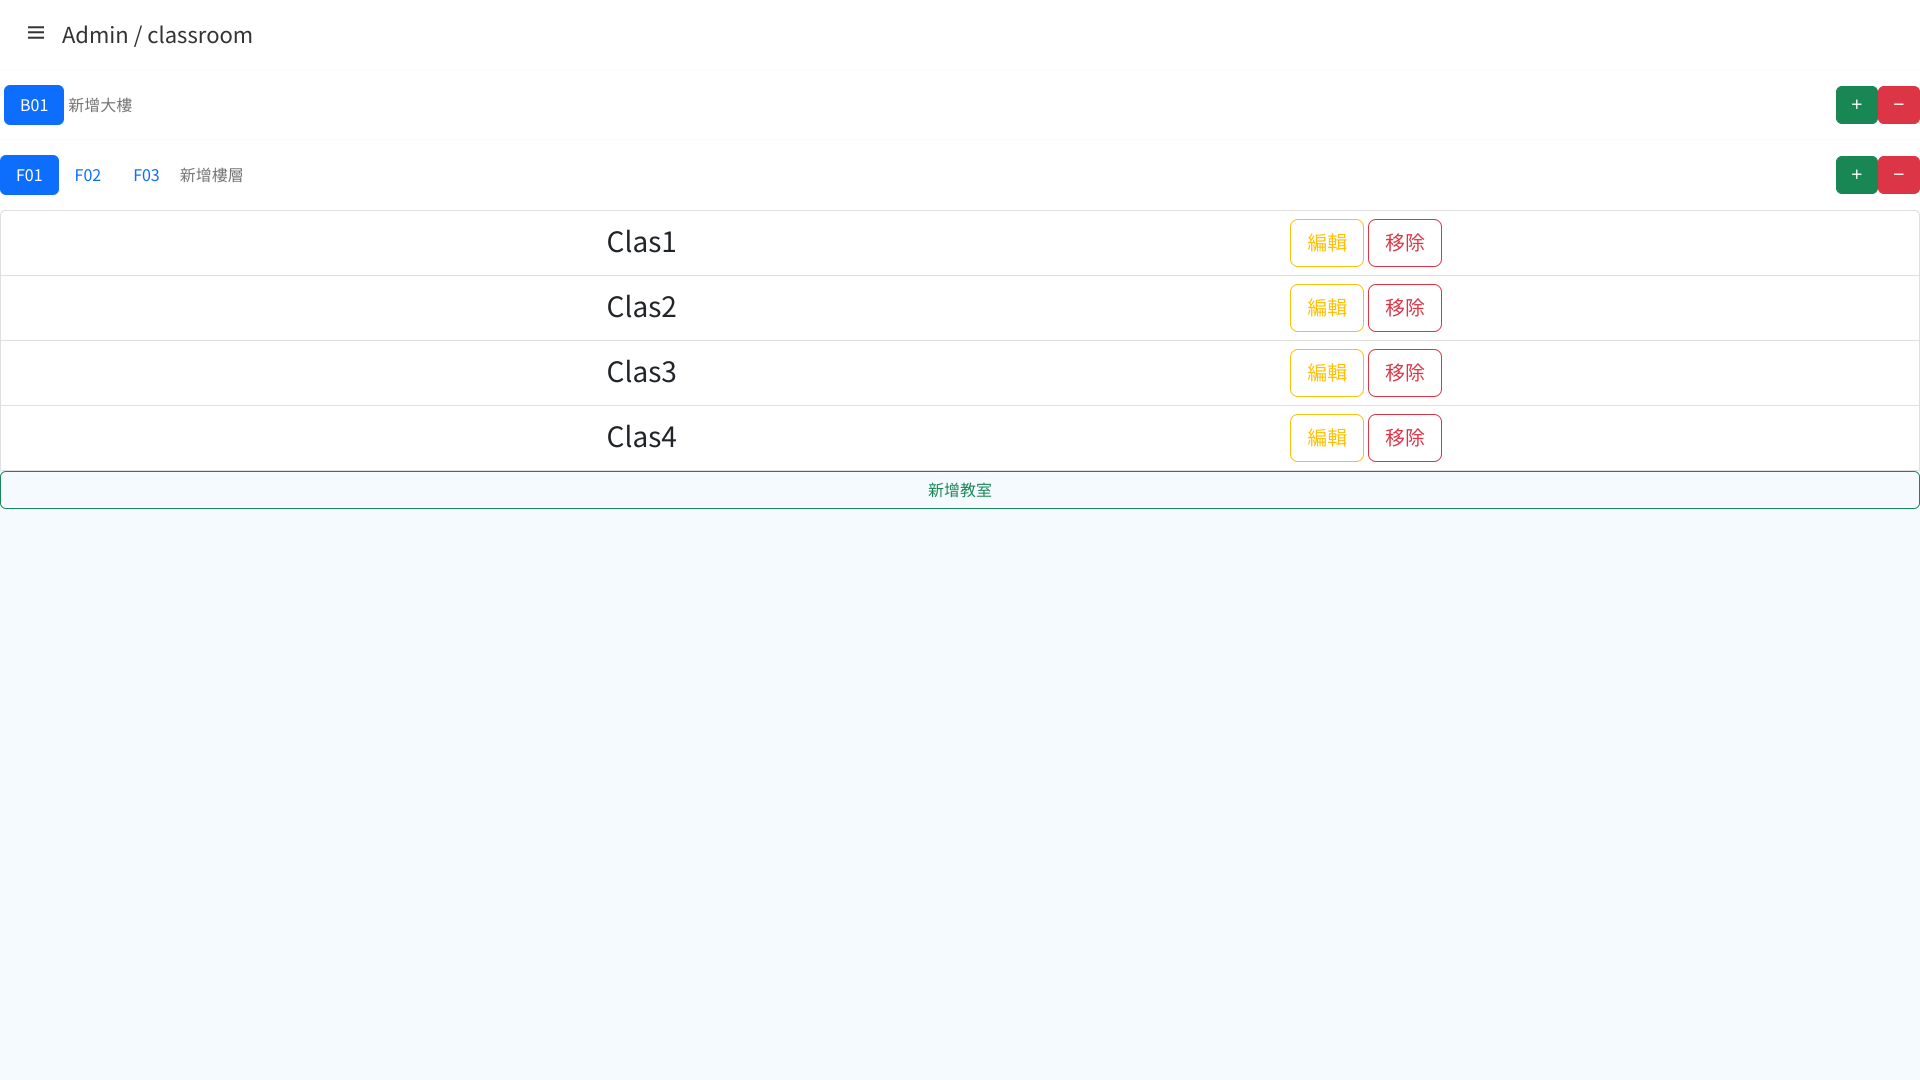 Admin / classroom
B01 新增大樓 + −
F01 F02 F03 新增樓層 + −
Clas1 編輯 移除
Clas2 編輯 移除
Clas3 編輯 移除
Clas4 編輯 移除
新增教室